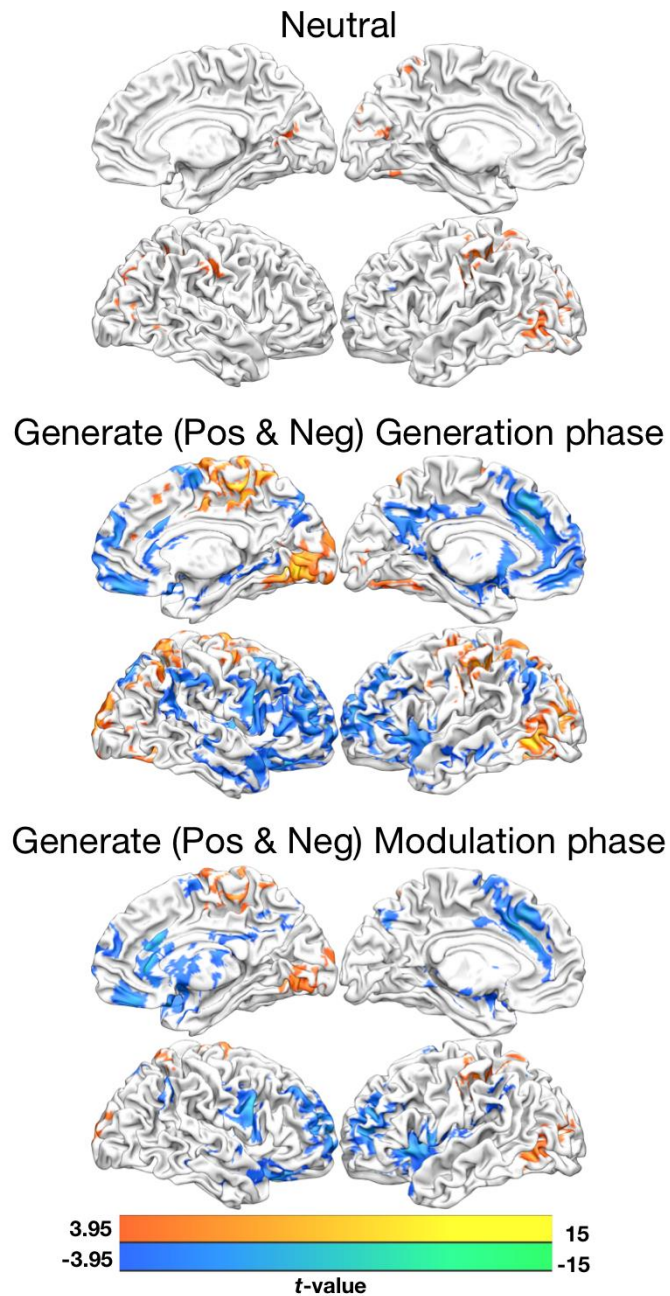 Neutral
Generate (Pos & Neg) Generation phase
Generate (Pos & Neg) Modulation phase
3.95 15
-3.95 -15
t-value